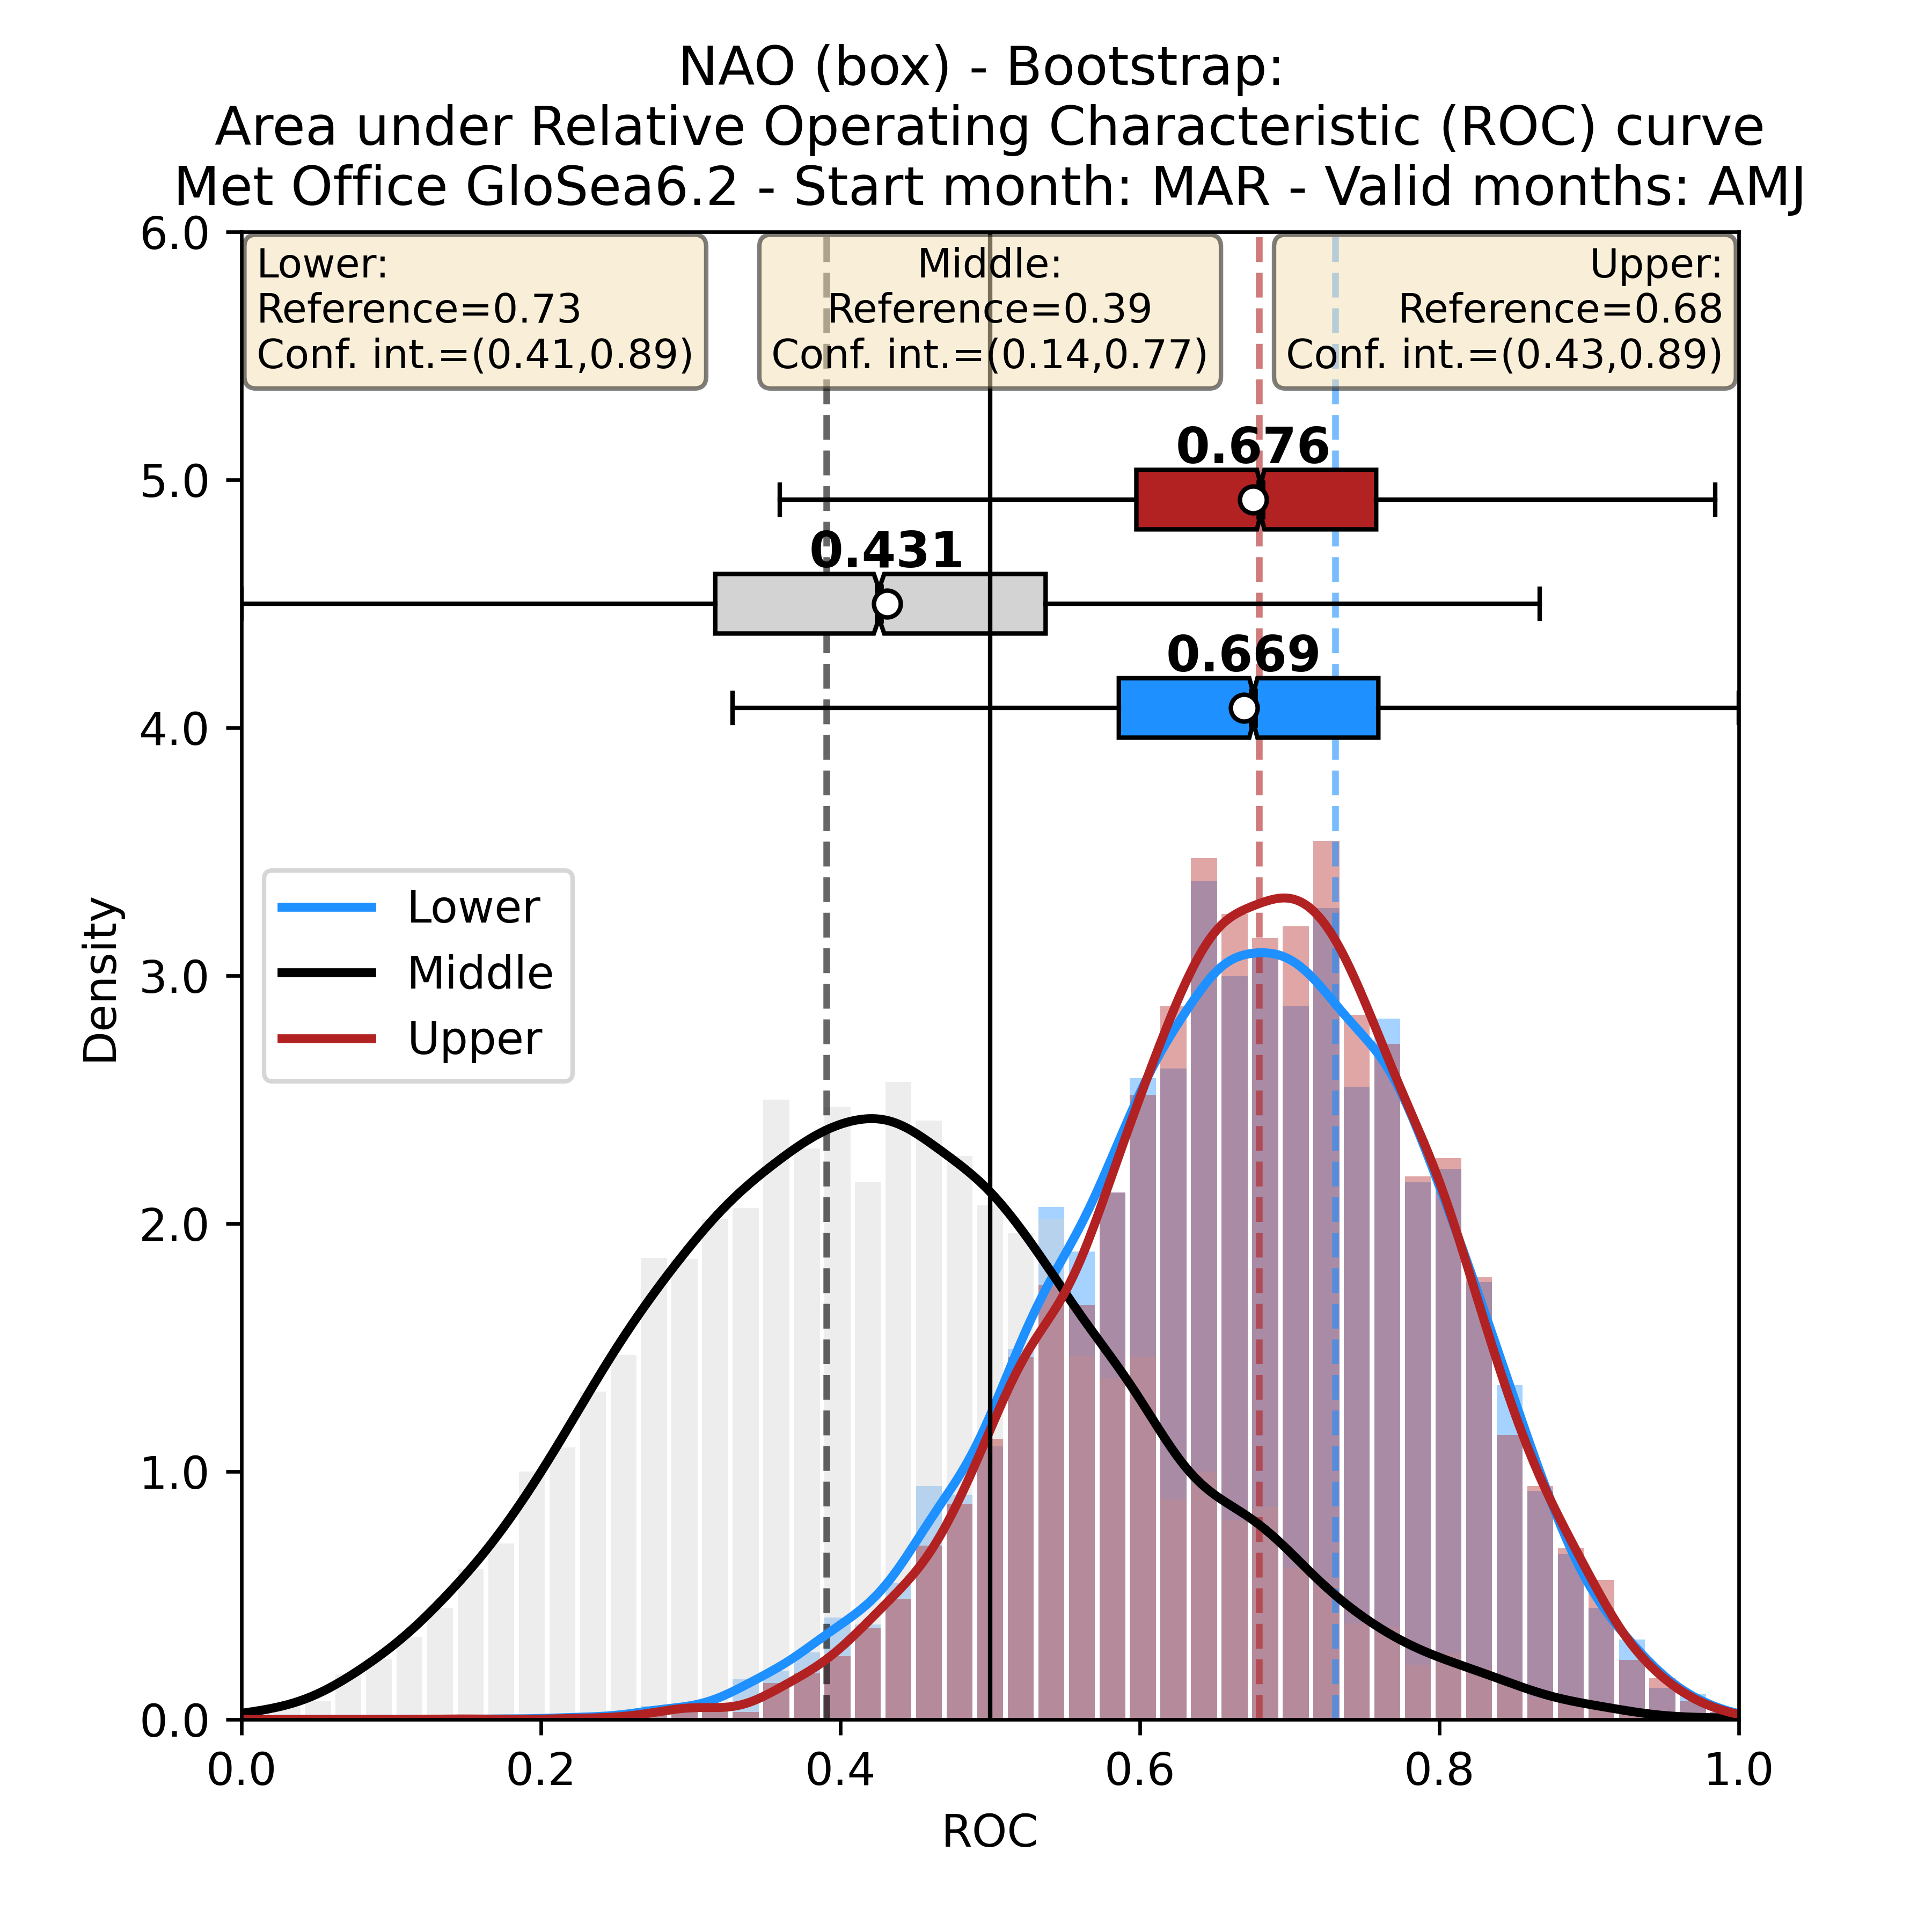 NAO (box) - Bootstrap:
Area under Relative Operating Characteristic (ROC) curve
Met Office GloSea6.2 - Start month: MAR - Valid months: AMJ
Lower:
Reference=0.73
Conf. int.=(0.41,0.89)
Middle:
Reference=0.39
Conf. int.=(0.14,0.77)
Upper:
Reference=0.68
Conf. int.=(0.43,0.89)
0.676
0.431
0.669
6.0
5.0
4.0
3.0
2.0
1.0
0.0
Density
Lower
Middle
Upper
0.0
0.2
0.4
0.6
0.8
1.0
ROC